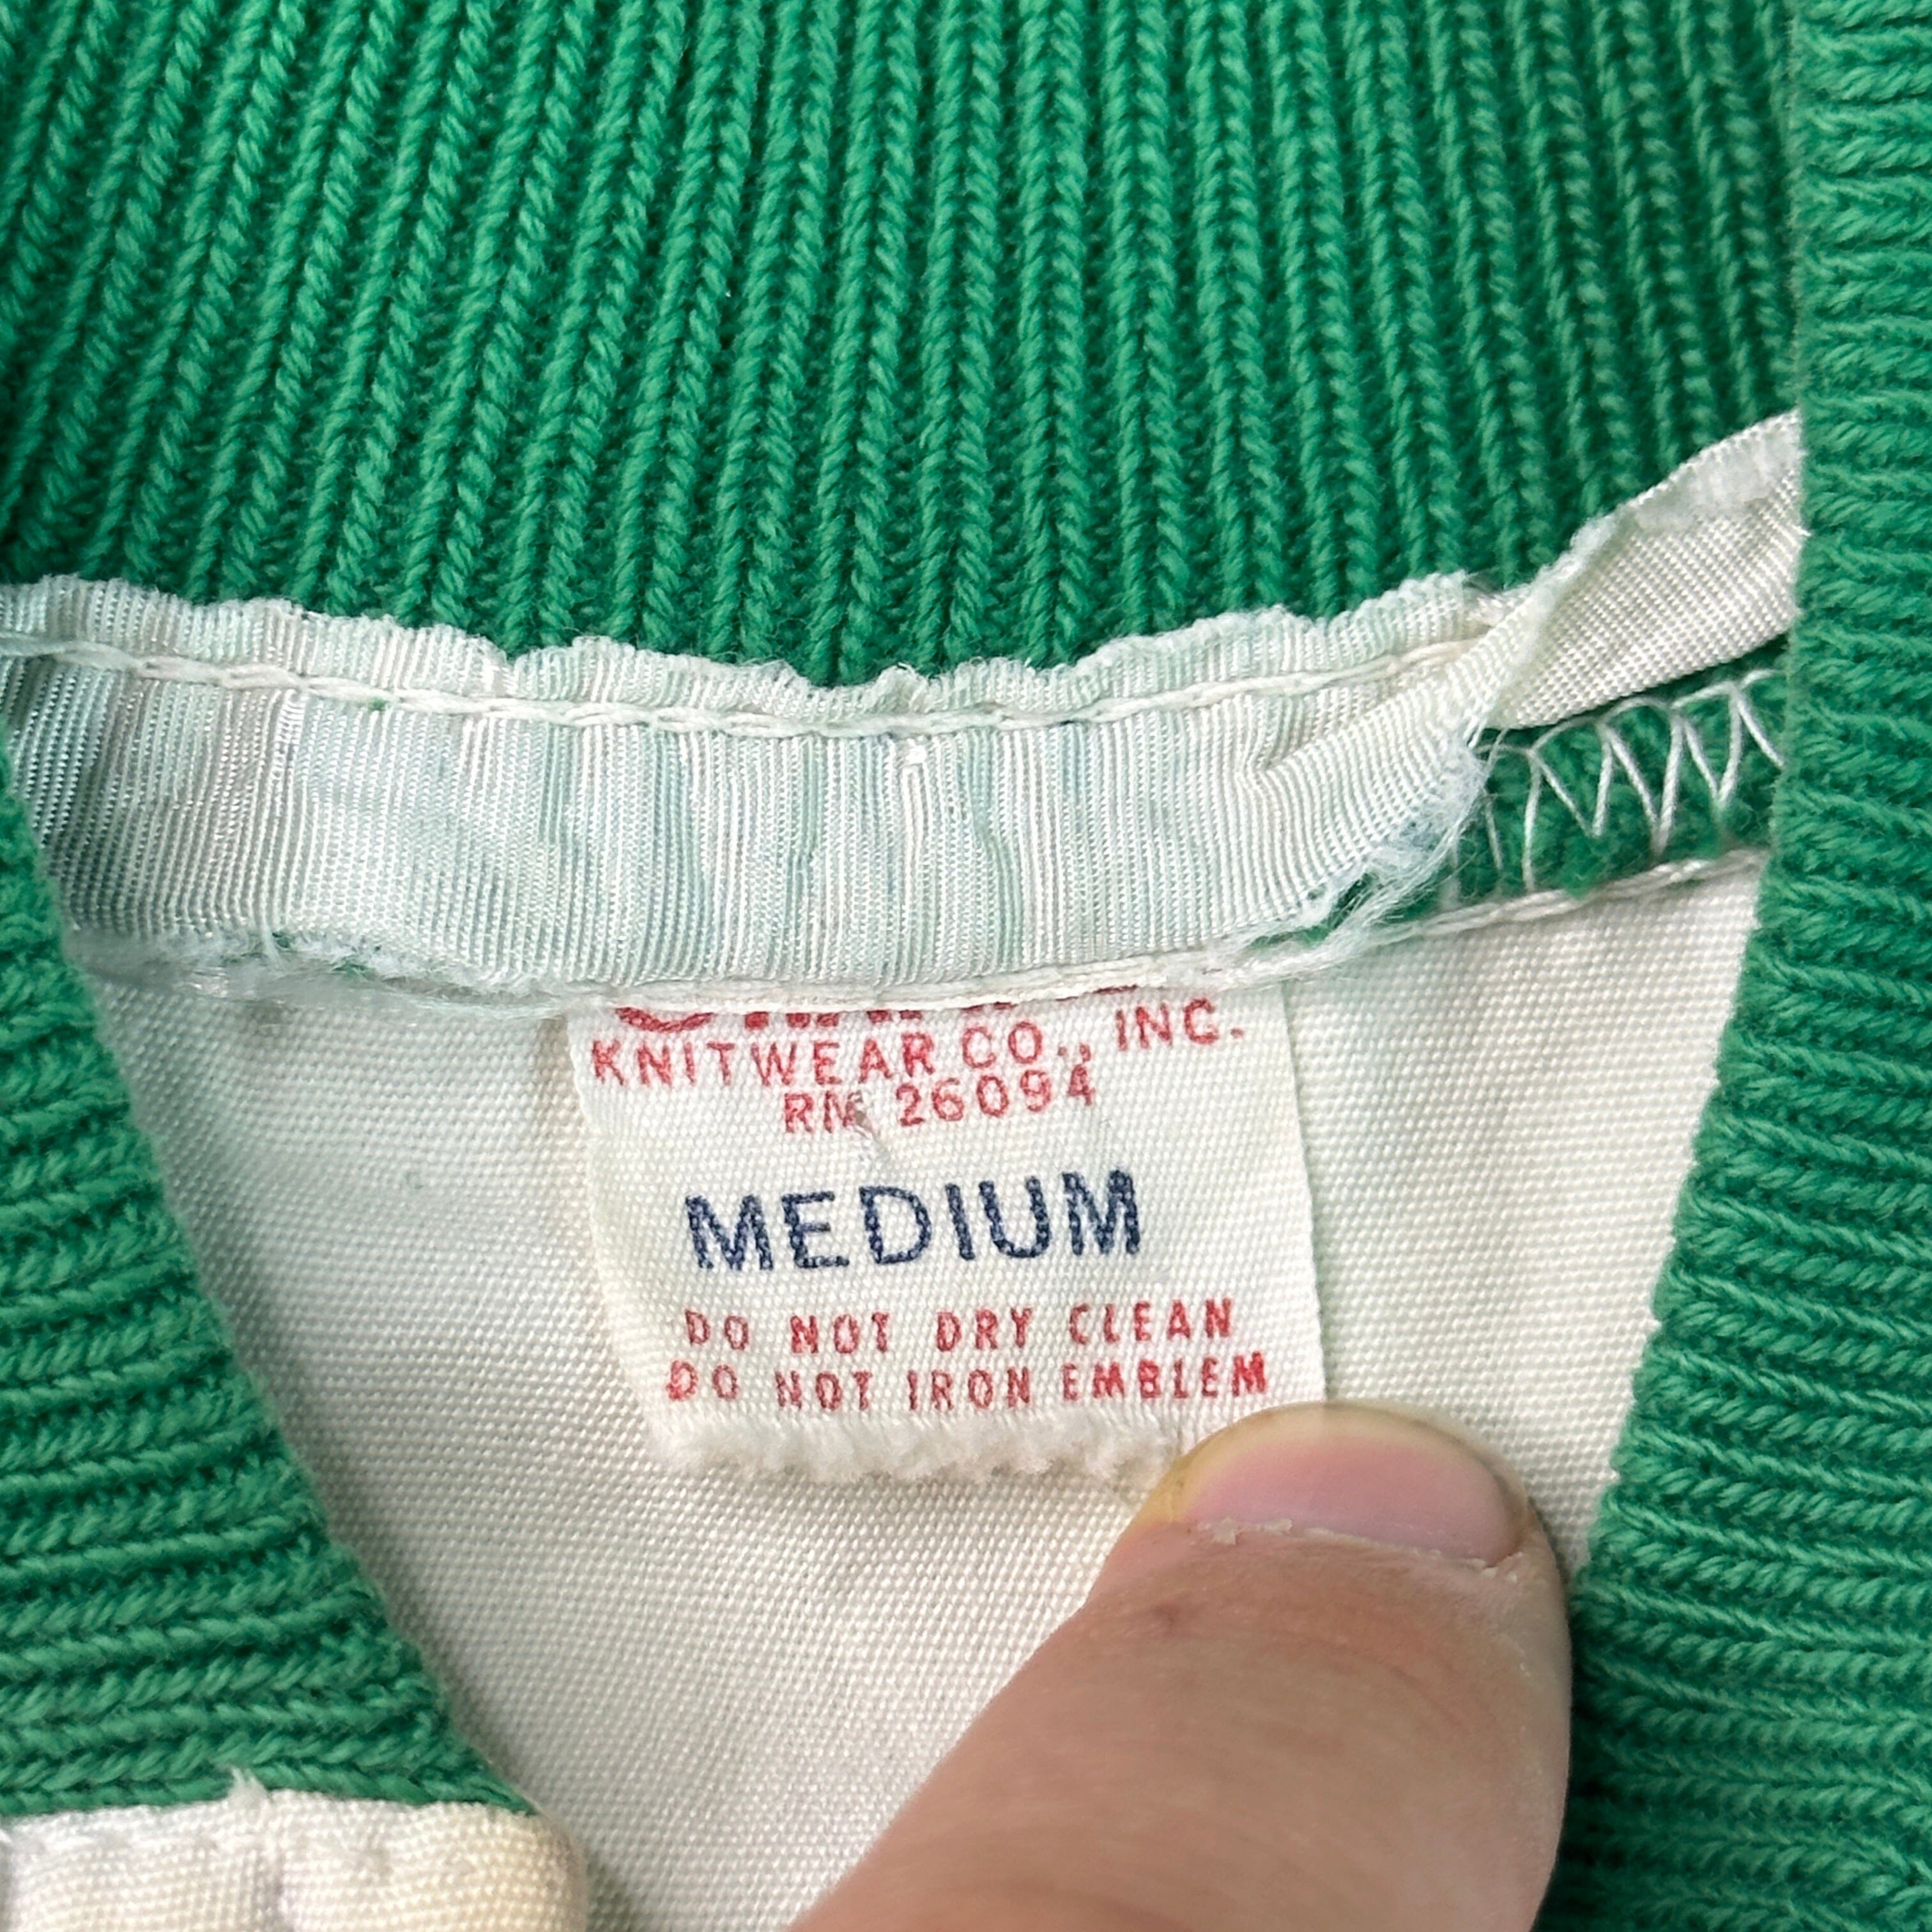 KNITWEAR CO., INC.
RN 26094
MEDIUM
DO NOT DRY CLEAN
DO NOT IRON EMBLEM